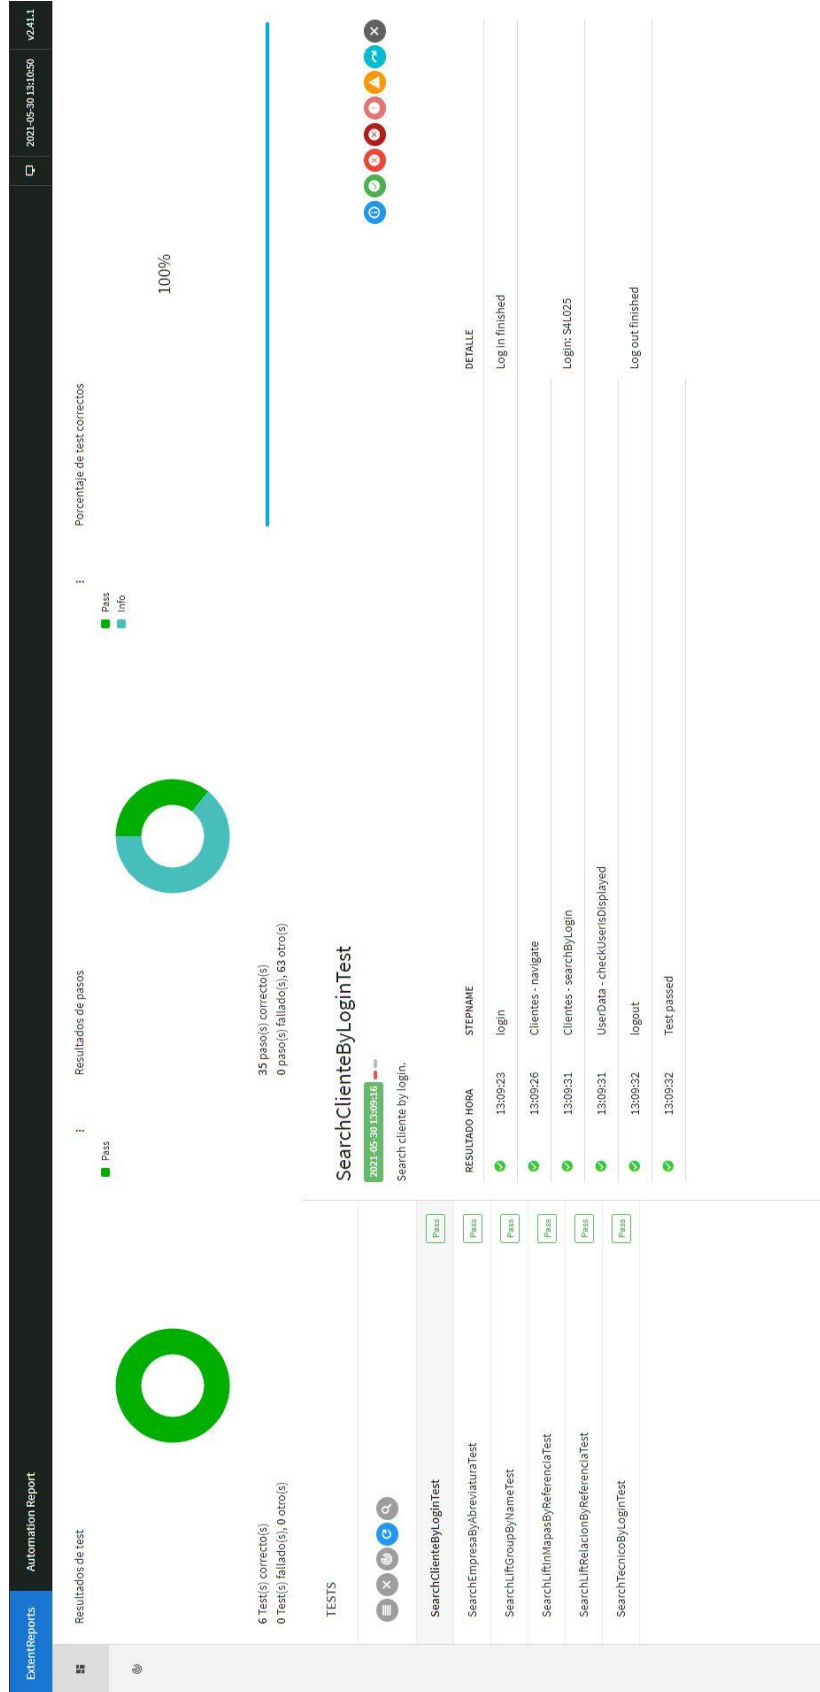 ExtentReports
Automation Report
2021-05-30 13:10:50
v2.41.1
Resultados de test
Pass
6 Test(s) correcto(s)
0 Test(s) fallado(s), 0 otro(s)
Resultados de pasos
Pass
Info
35 paso(s) correcto(s)
0 paso(s) fallado(s), 63 otro(s)
Porcentaje de test correctos
100%
TESTS
SearchClienteByLoginTest Pass
SearchEmpresaByAbreviaturaTest Pass
SearchLiftGroupByNameTest Pass
SearchLiftInMapasByReferenciaTest Pass
SearchLiftRelacionByReferenciaTest Pass
SearchTecnicoByLoginTest Pass
SearchClienteByLoginTest
2021-05-30 13:09:16
Search cliente by login.
RESULTADO HORA STEPNAME DETALLE
13:09:23 login Log in finished
13:09:26 Clientes - navigate
13:09:31 Clientes - searchByLogin Login: S4L025
13:09:31 UserData - checkUserIsDisplayed
13:09:32 logout Log out finished
13:09:32 Test passed